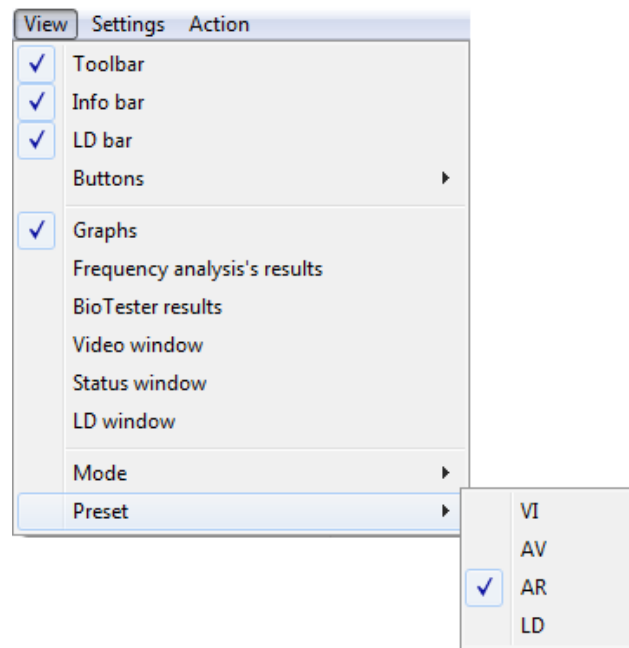 View Settings Action
Toolbar
Info bar
LD bar
Buttons
Graphs
Frequency analysis's results
BioTester results
Video window
Status window
LD window
Mode
Preset
VI
AV
AR
LD